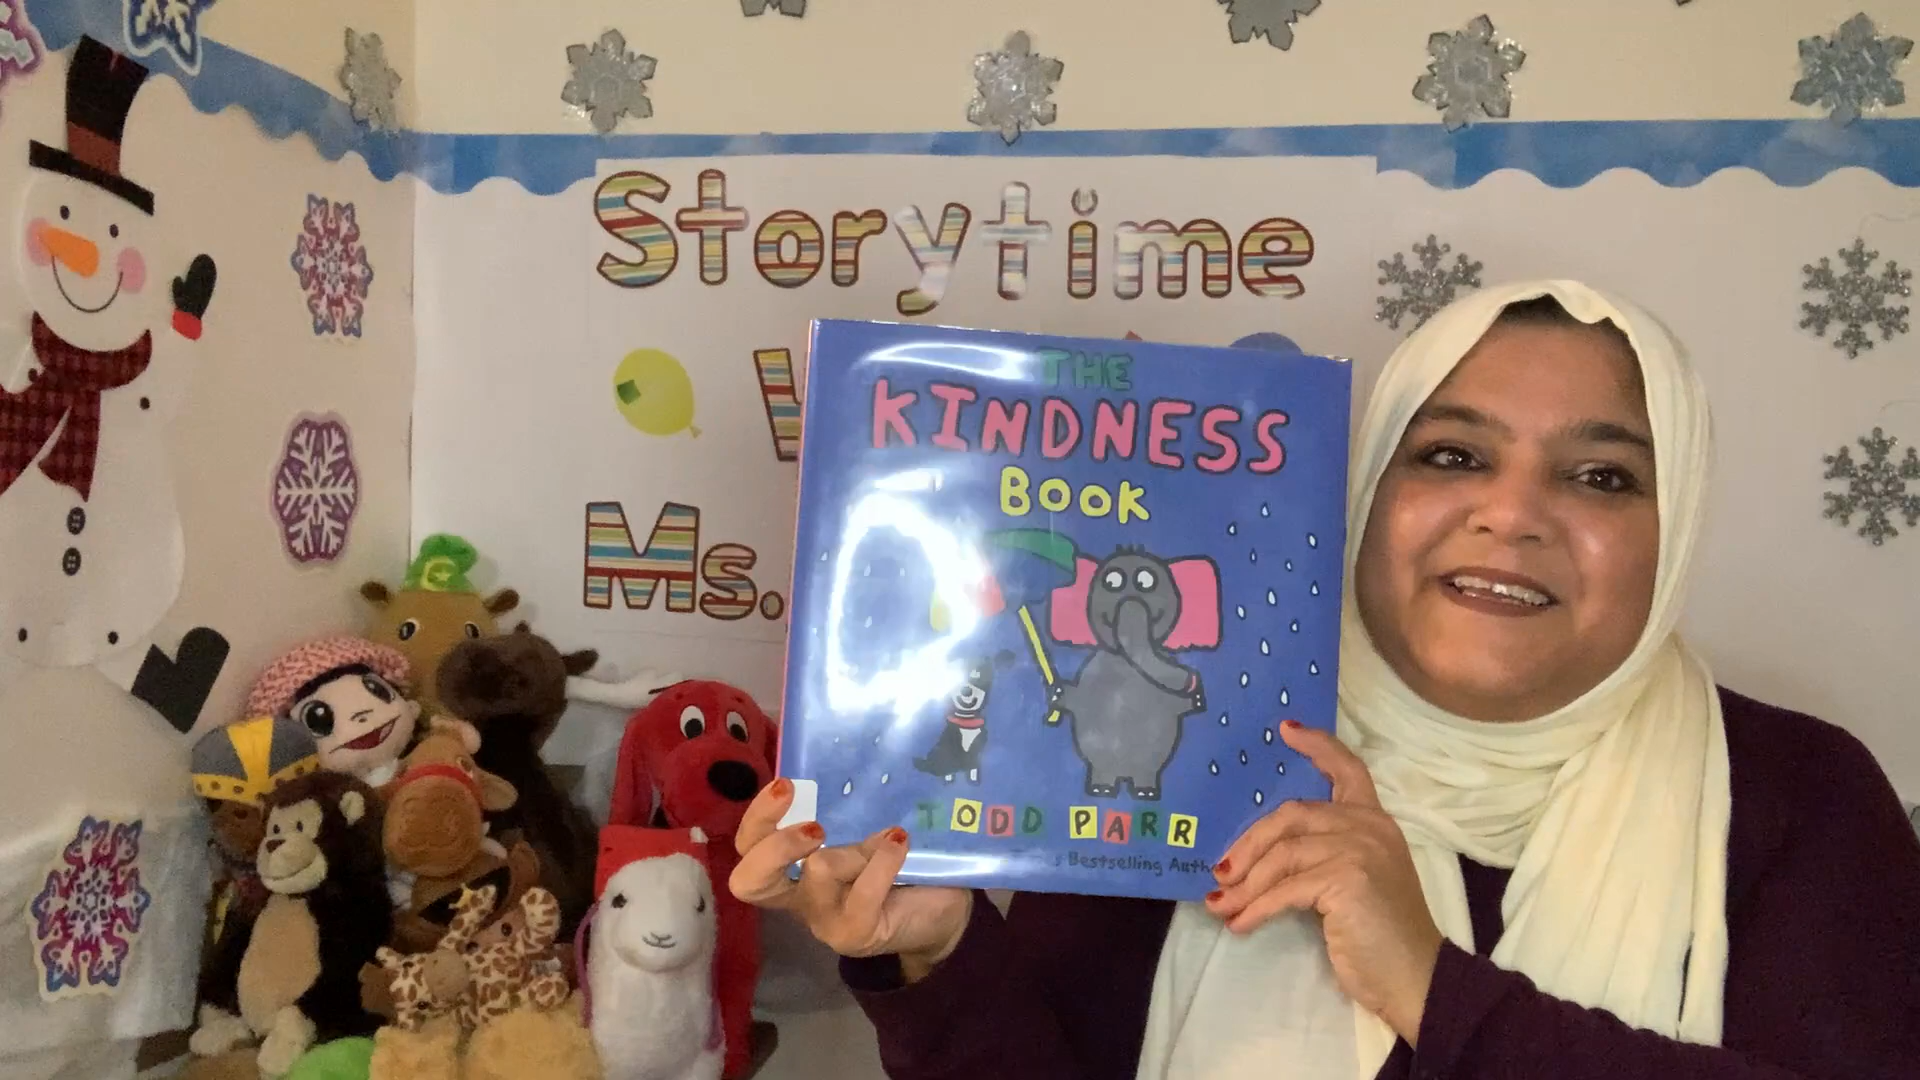 Storytime
Ms.
THE
KINDNESS
BOOK
TODD PARR
Bestselling